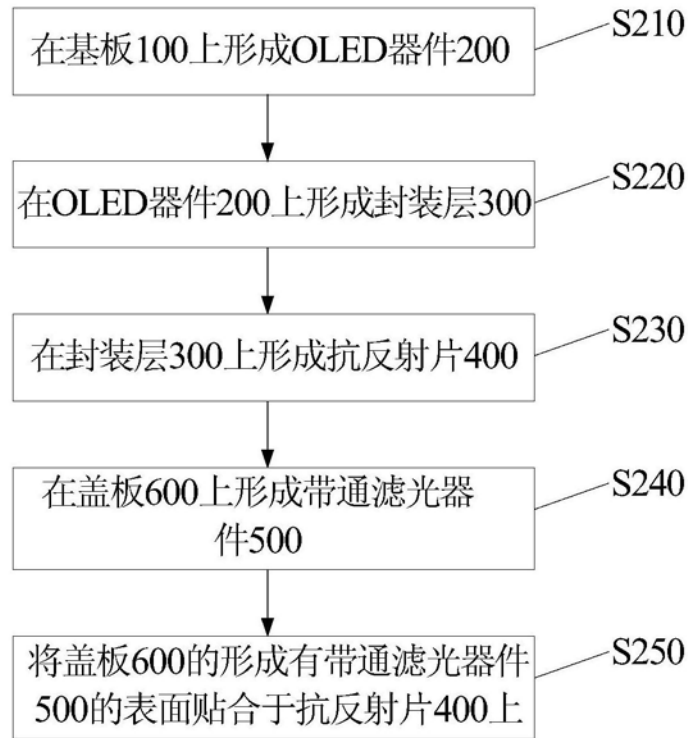 在基板100上形成OLED器件200
S210
在OLED器件200上形成封装层300
S220
在封装层300上形成抗反射片400
S230
在盖板600上形成带通滤光器
件500
S240
将盖板600的形成有带通滤光器件
500的表面贴合于抗反射片400上
S250